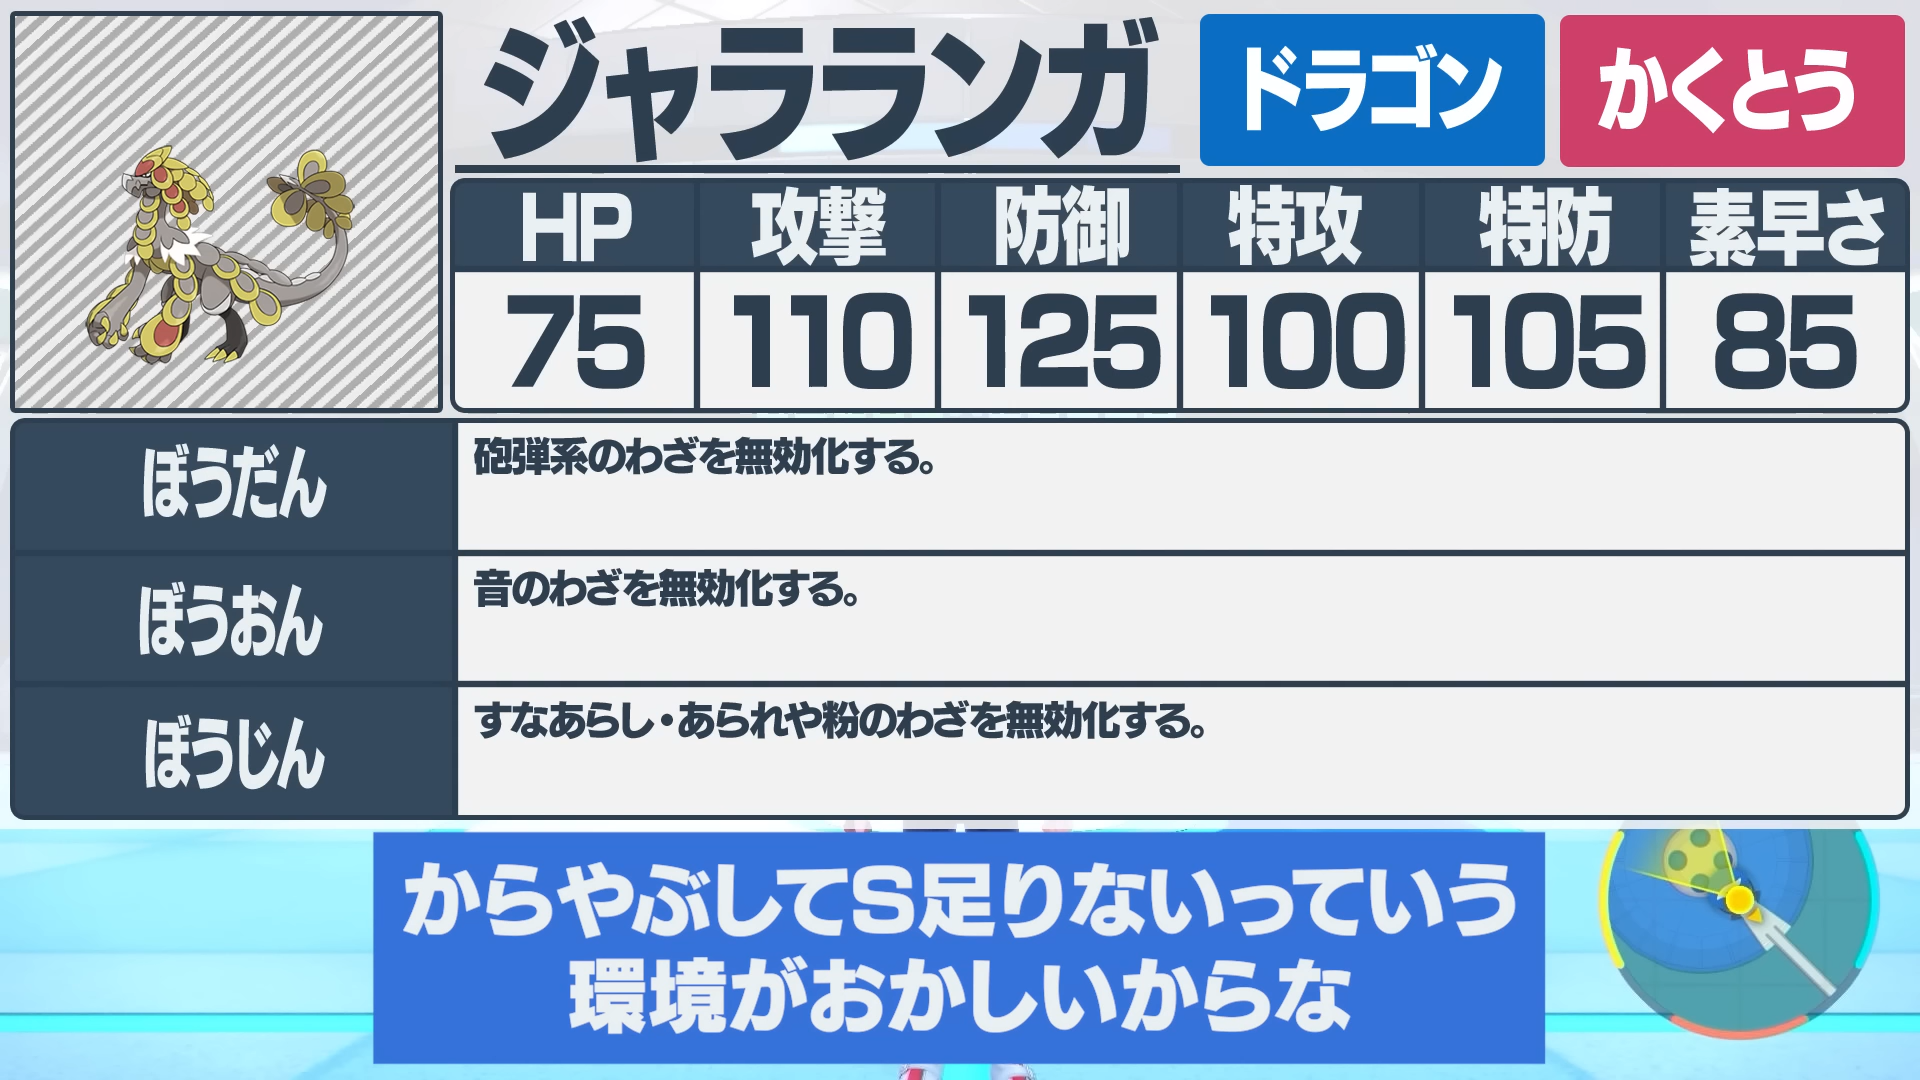 ジャラランガ ドラゴン かくとう
HP 攻撃 防御 特攻 特防 素早さ
75 110 125 100 105 85
ぼうだん 砲弾系のわざを無効化する。
ぼうおん 音のわざを無効化する。
ぼうじん すなあらし・あられや粉のわざを無効化する。
からやぶしてS足りないっていう
環境がおかしいからな